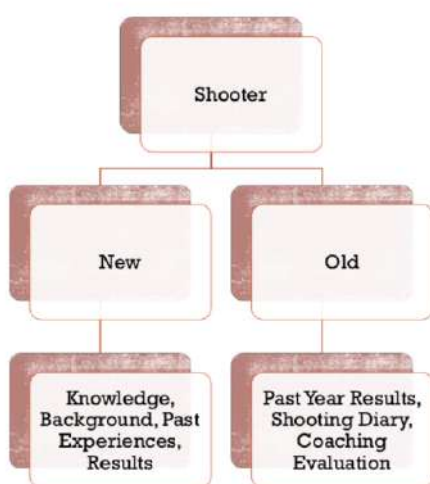 Shooter
New
Old
Knowledge,
Background, Past
Experiences,
Results
Past Year Results,
Shooting Diary,
Coaching
Evaluation